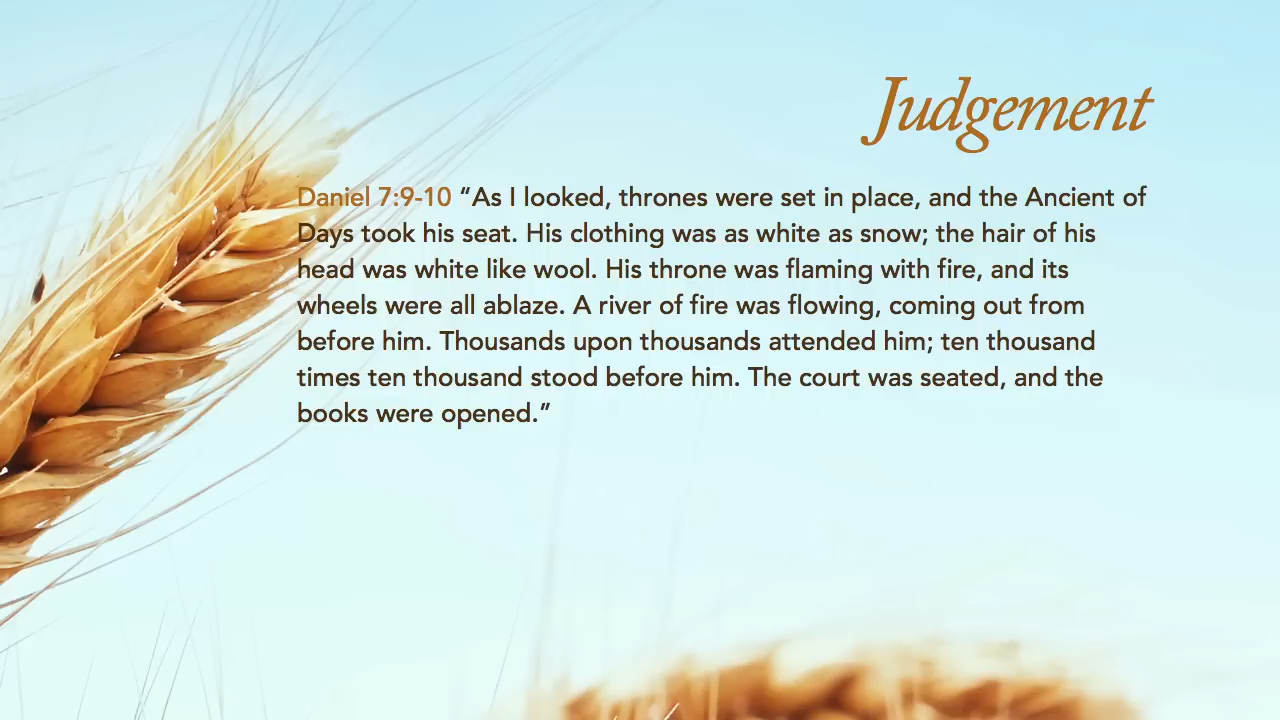 Judgement
Daniel 7:9-10 “As I looked, thrones were set in place, and the Ancient of
Days took his seat. His clothing was as white as snow; the hair of his
head was white like wool. His throne was flaming with fire, and its
wheels were all ablaze. A river of fire was flowing, coming out from
before him. Thousands upon thousands attended him; ten thousand
times ten thousand stood before him. The court was seated, and the
books were opened.”